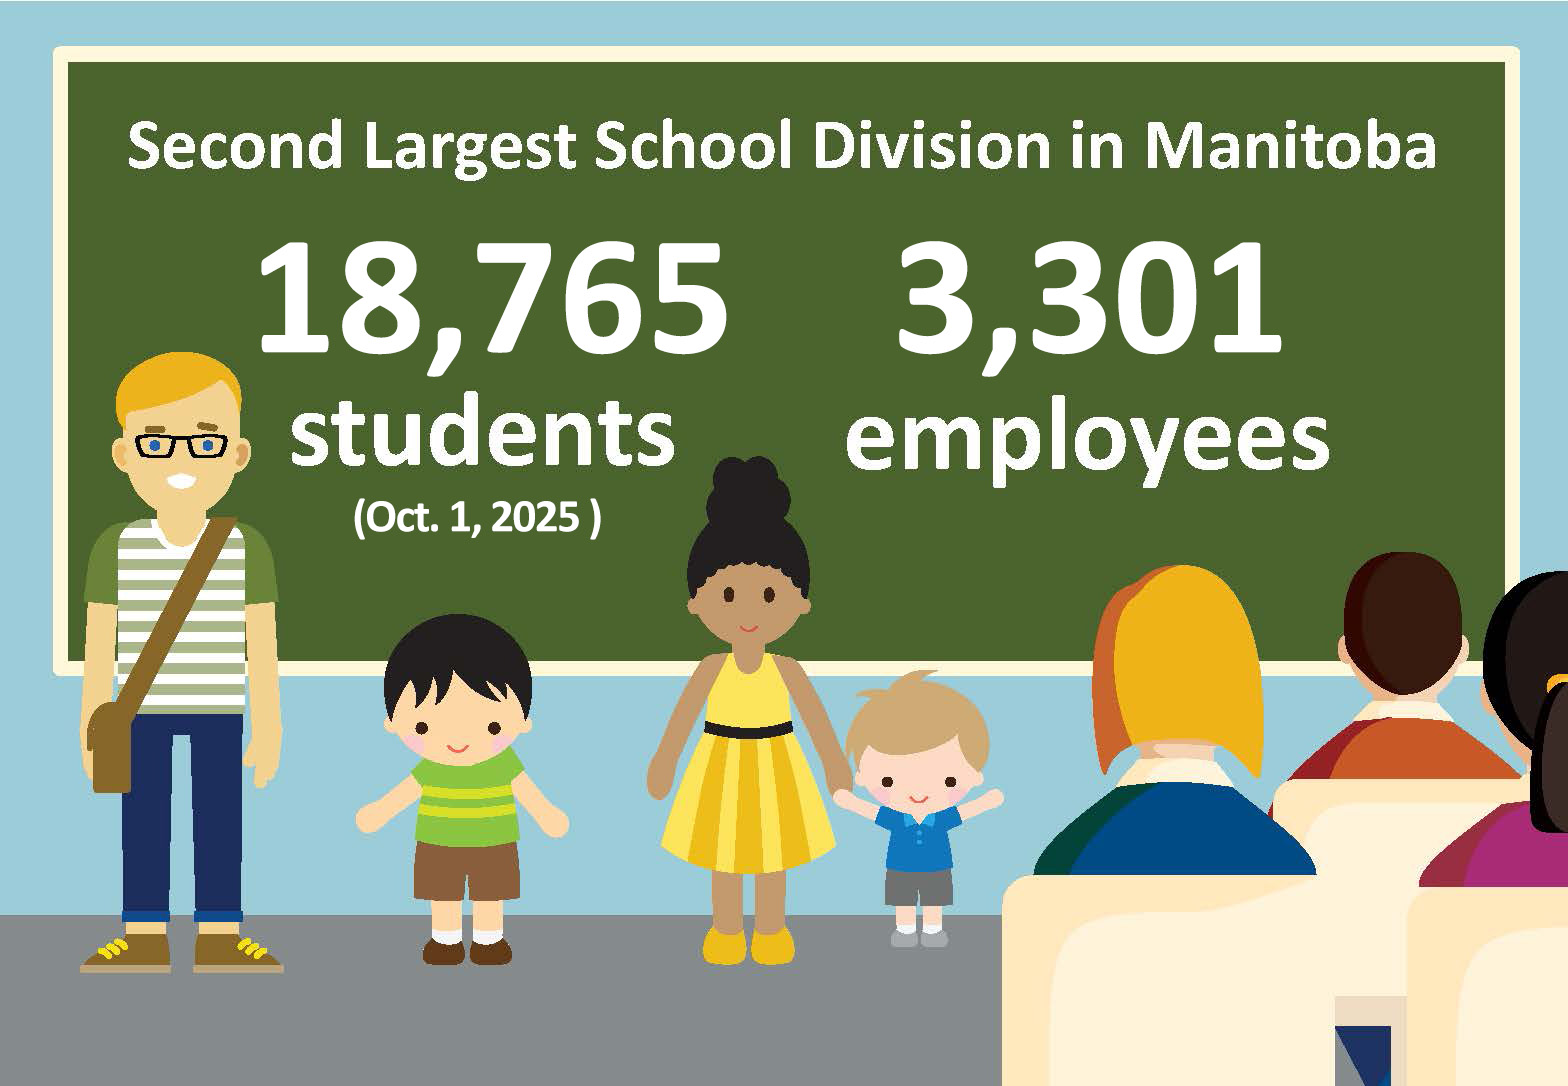 Second Largest School Division in Manitoba
18,765 3,301
students employees
(Oct. 1, 2025 )